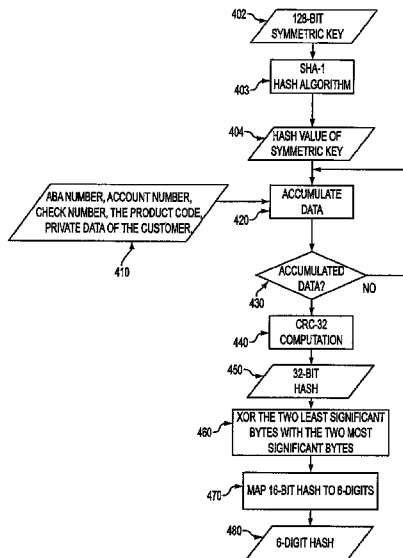 402
128-BIT
SYMMETRIC KEY
403
SHA-1
HASH ALGORITHM
404
HASH VALUE OF
SYMMETRIC KEY
ABA NUMBER, ACCOUNT NUMBER,
CHECK NUMBER, THE PRODUCT CODE,
PRIVATE DATA OF THE CUSTOMER,
410
ACCUMULATE
DATA
420
ACCUMULATED
DATA?
NO
430
CRC-32
COMPUTATION
440
450
32-BIT
HASH
XOR THE TWO LEAST SIGNIFICANT
BYTES WITH THE TWO MOST
SIGNIFICANT BYTES
460
MAP 16-BIT HASH TO 6-DIGITS
470
480
6-DIGIT HASH